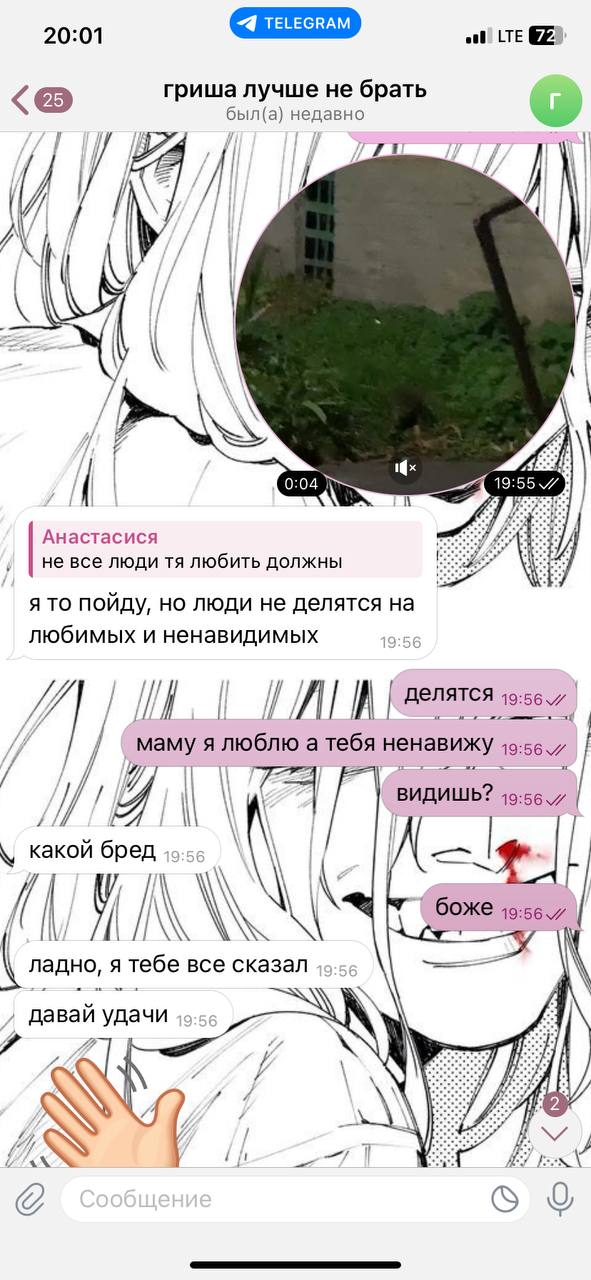 20:01
TELEGRAM
LTE
72
25
гриша лучше не брать
был(а) недавно
Г
0:04
19:55
Анастасися
не все люди тя любить должны
я то пойду, но люди не делятся на
любимых и ненавидимых 19:56
делятся 19:56
маму я люблю а тебя ненавижу 19:56
видишь? 19:56
какой бред 19:56
боже 19:56
ладно, я тебе все сказал 19:56
давай удачи 19:56
2
Сообщение